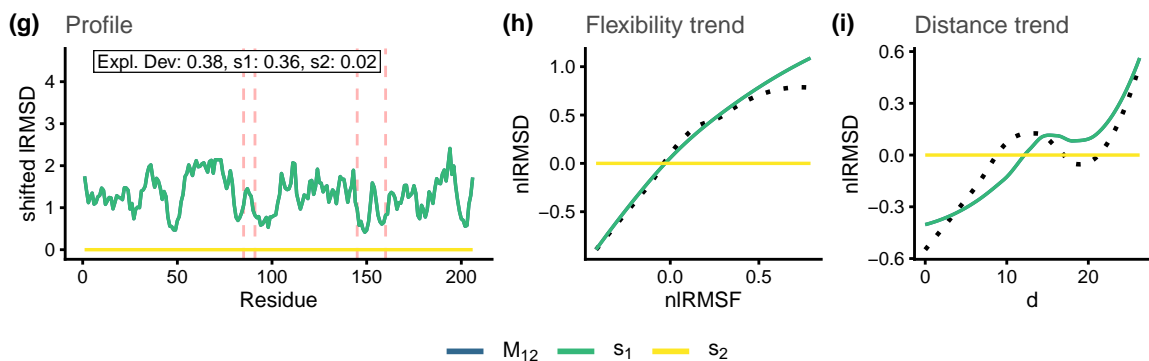 (g) Profile
Expl. Dev: 0.38, s1: 0.36, s2: 0.02
shifted lRMSD
4
3
2
1
0
0 50 100 150 200
Residue
(h) Flexibility trend
nlRMSD
1.0
0.5
0.0
−0.5
0.0 0.5
nlRMSF
(i) Distance trend
nlRMSD
0.6
0.3
0.0
−0.3
−0.6
0 10 20
d
M12 s1 s2